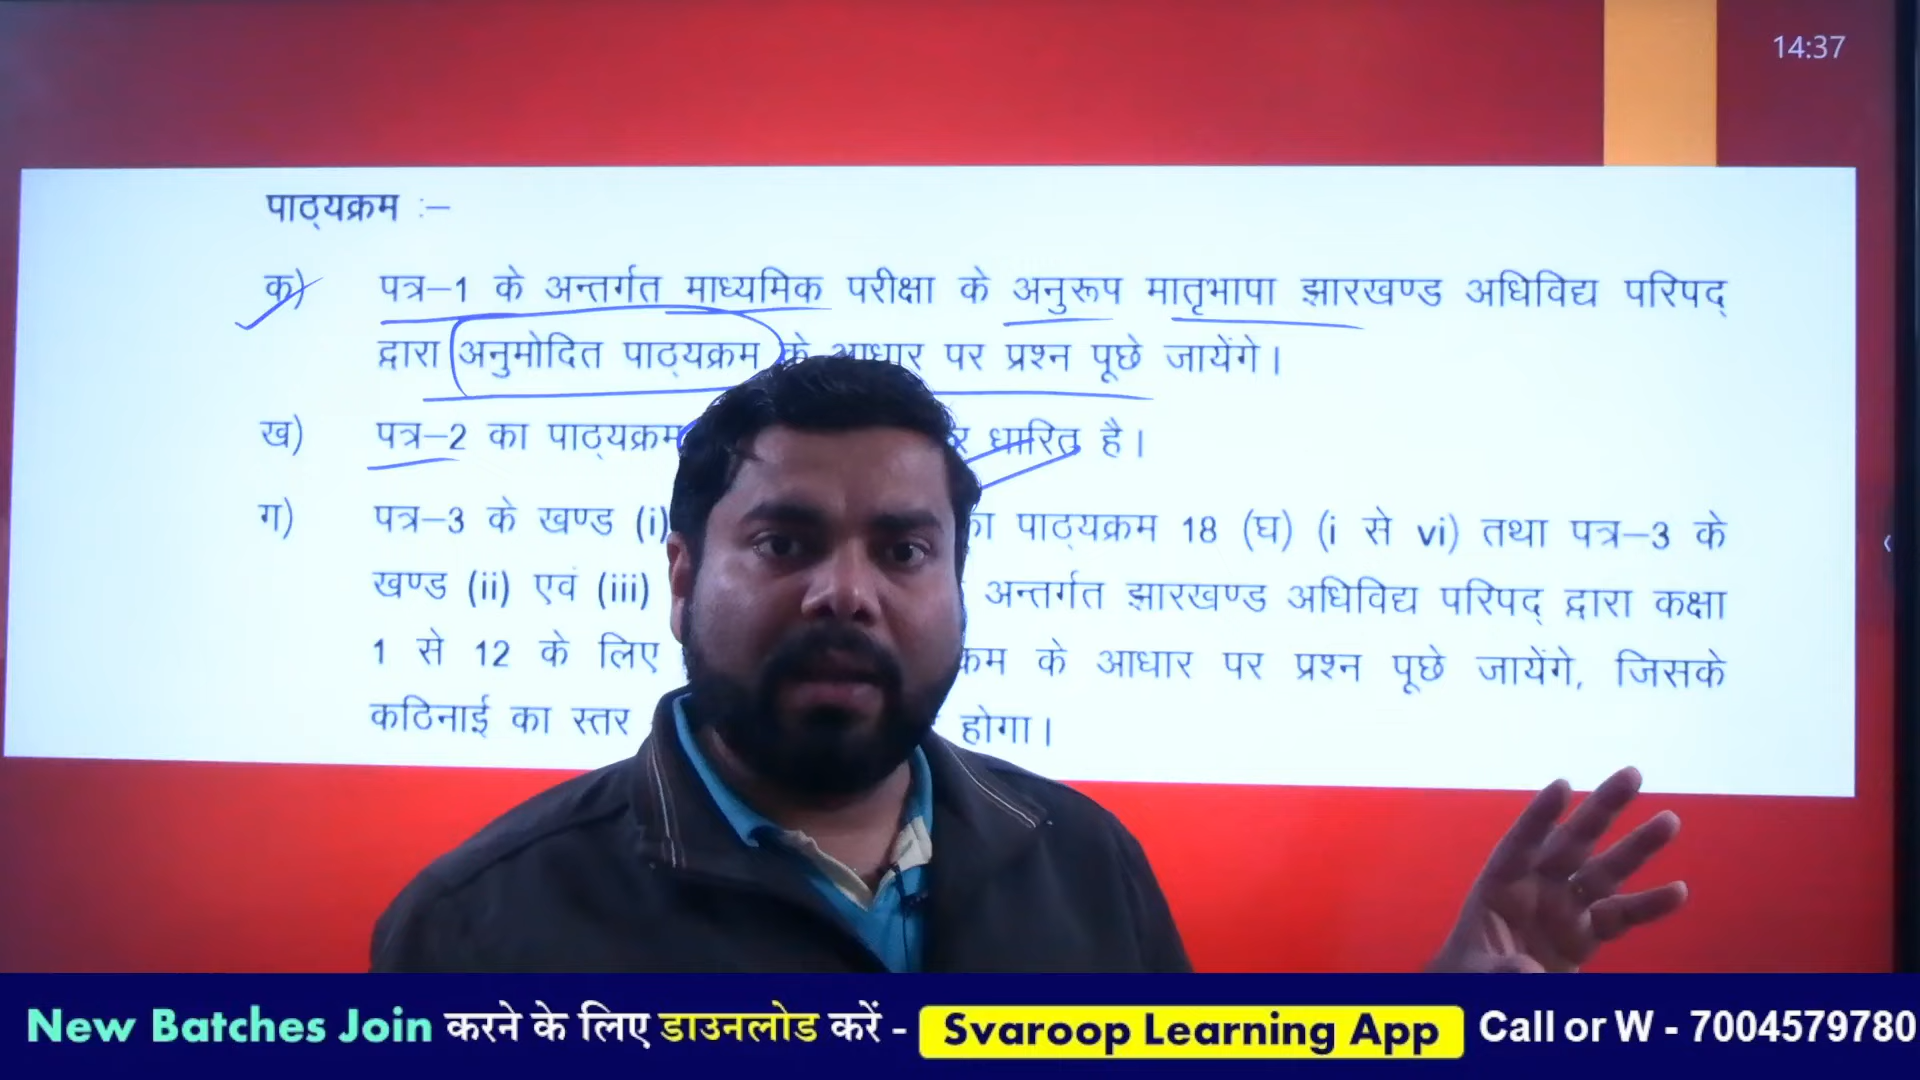 14:37
पाठ्यक्रम :–
क) पत्र–1 के अन्तर्गत माध्यमिक परीक्षा के अनुरूप मातृभाषा झारखण्ड अधिविद्य परिषद्
द्वारा अनुमोदित पाठ्यक्रम के आधार पर प्रश्न पूछे जायेंगे।
ख) पत्र–2 का पाठ्यक्रम धारित है।
ग) पत्र–3 के खण्ड (i) का पाठ्यक्रम 18 (घ) (i से vi) तथा पत्र–3 के
खण्ड (ii) एवं (iii) अन्तर्गत झारखण्ड अधिविद्य परिषद् द्वारा कक्षा
1 से 12 के लिए के आधार पर प्रश्न पूछे जायेंगे, जिसके
कठिनाई का स्तर होगा।
New Batches Join करने के लिए डाउनलोड करें - Svaroop Learning App Call or W - 7004579780